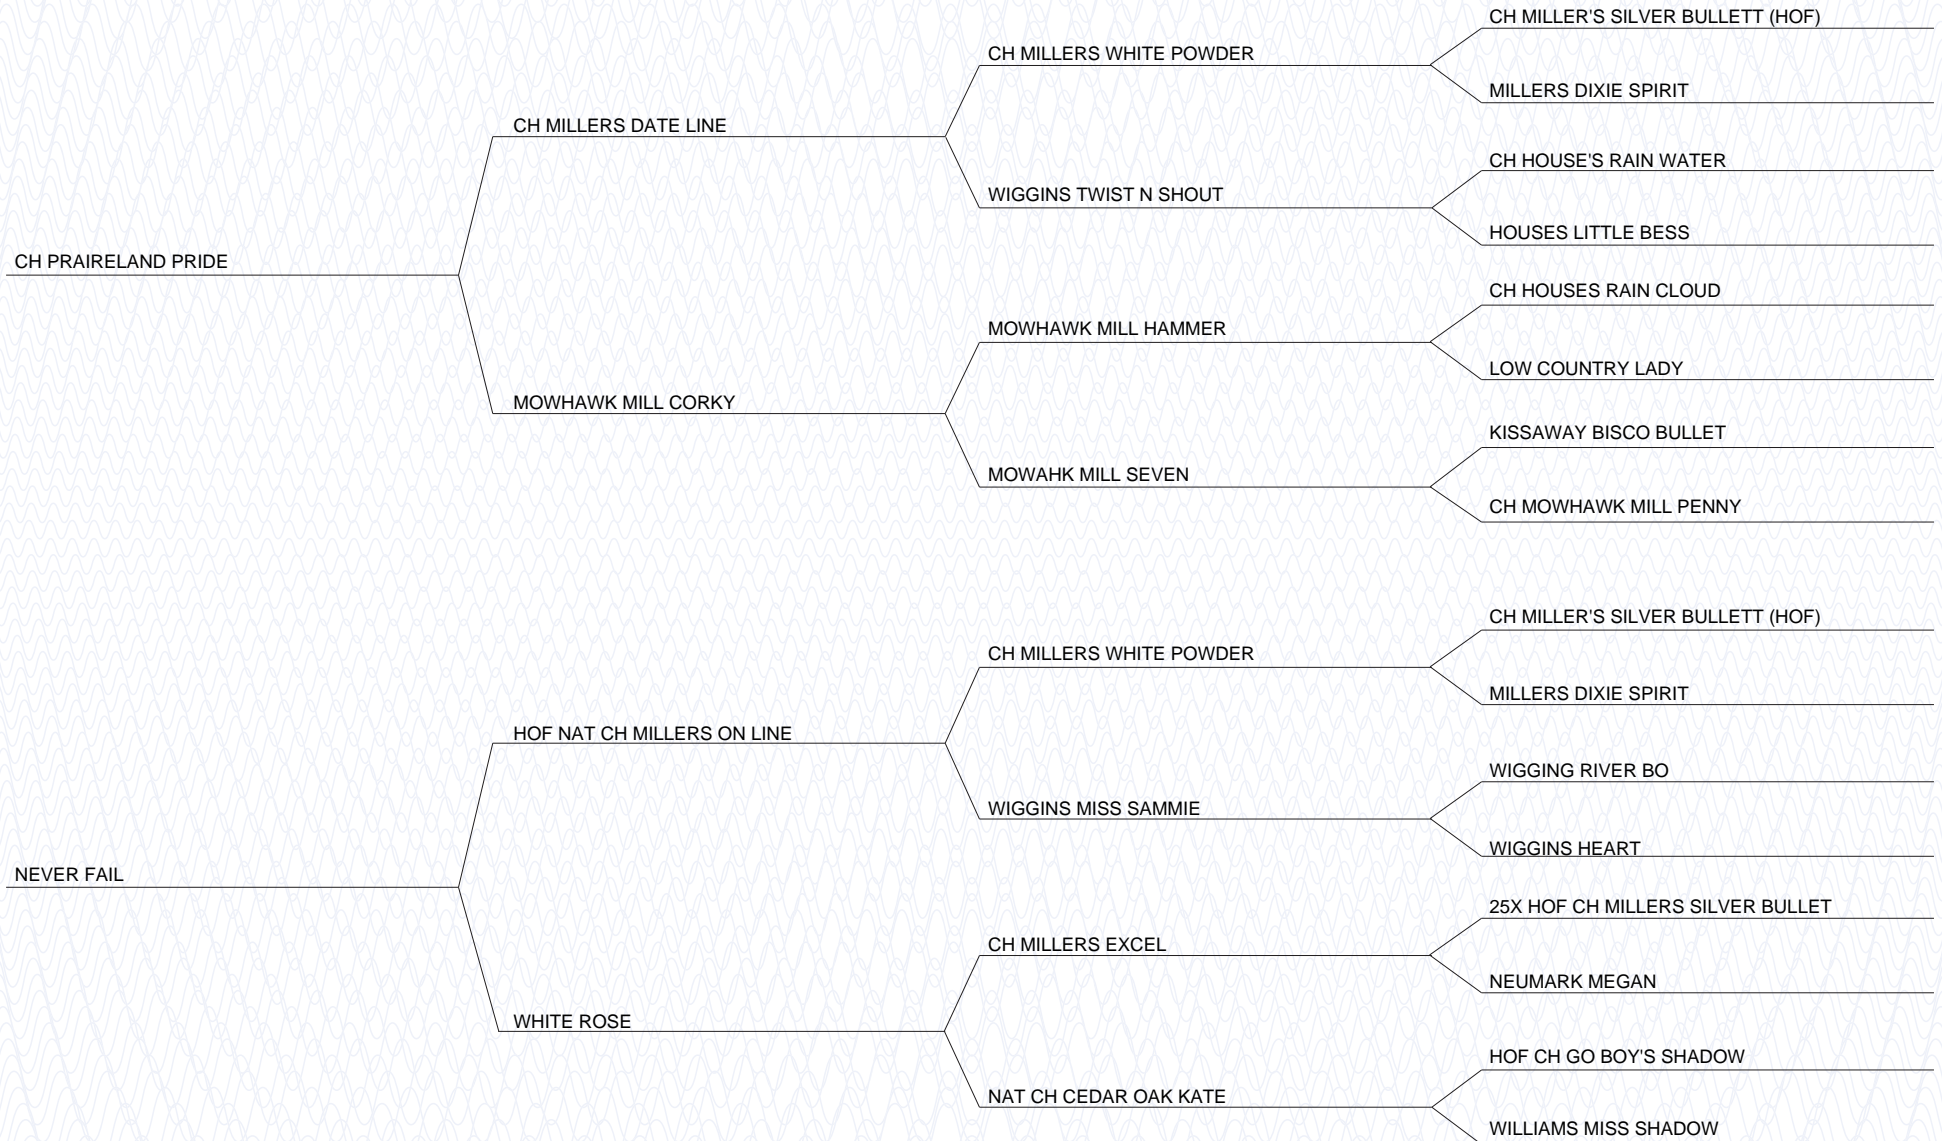 CH MILLER'S SILVER BULLETT (HOF)
CH MILLERS WHITE POWDER
MILLERS DIXIE SPIRIT
CH MILLERS DATE LINE
CH HOUSE'S RAIN WATER
WIGGINS TWIST N SHOUT
HOUSES LITTLE BESS
CH PRAIRELAND PRIDE
CH HOUSES RAIN CLOUD
MOWHAWK MILL HAMMER
LOW COUNTRY LADY
MOWHAWK MILL CORKY
KISSAWAY BISCO BULLET
MOWAHK MILL SEVEN
CH MOWHAWK MILL PENNY
CH MILLER'S SILVER BULLETT (HOF)
CH MILLERS WHITE POWDER
MILLERS DIXIE SPIRIT
HOF NAT CH MILLERS ON LINE
WIGGING RIVER BO
WIGGINS MISS SAMMIE
WIGGINS HEART
NEVER FAIL
25X HOF CH MILLERS SILVER BULLET
CH MILLERS EXCEL
NEUMARK MEGAN
WHITE ROSE
HOF CH GO BOY'S SHADOW
NAT CH CEDAR OAK KATE
WILLIAMS MISS SHADOW